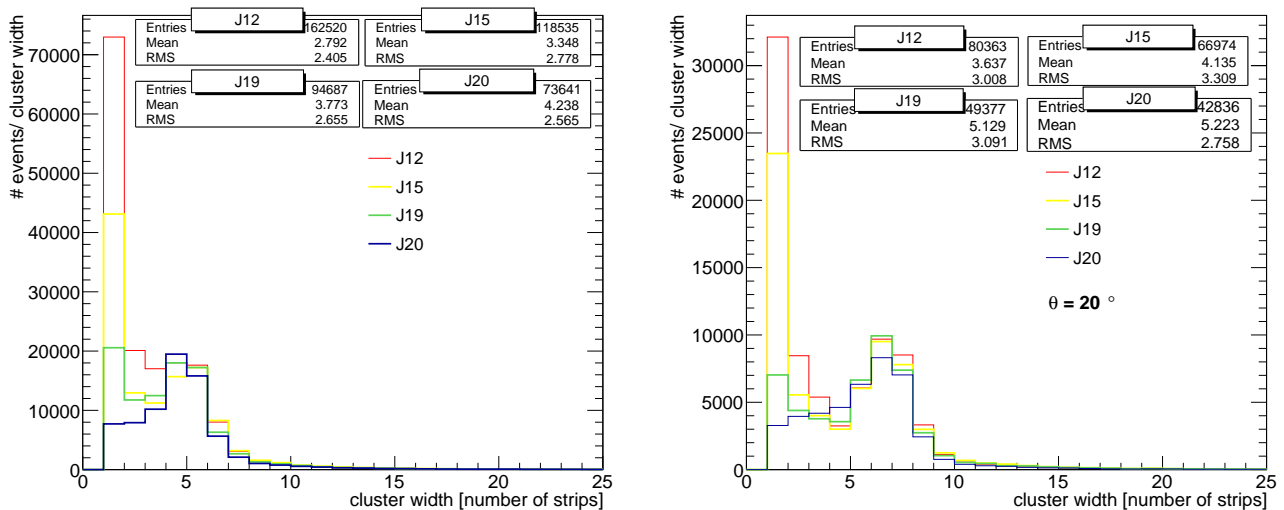 # events/ cluster width
70000
60000
50000
40000
30000
20000
10000
0
0 5 10 15 20 25
cluster width [number of strips]
J12
Entries 162520
Mean 2.792
RMS 2.405
J15
Entries 118535
Mean 3.348
RMS 2.778
J19
Entries 94687
Mean 3.773
RMS 2.655
J20
Entries 73641
Mean 4.238
RMS 2.565
J12
J15
J19
J20
# events/ cluster width
30000
25000
20000
15000
10000
5000
0
0 5 10 15 20 25
cluster width [number of strips]
J12
Entries 80363
Mean 3.637
RMS 3.008
J15
Entries 66974
Mean 4.135
RMS 3.309
J19
Entries 49377
Mean 5.129
RMS 3.091
J20
Entries 42836
Mean 5.223
RMS 2.758
J12
J15
J19
J20
θ = 20 °